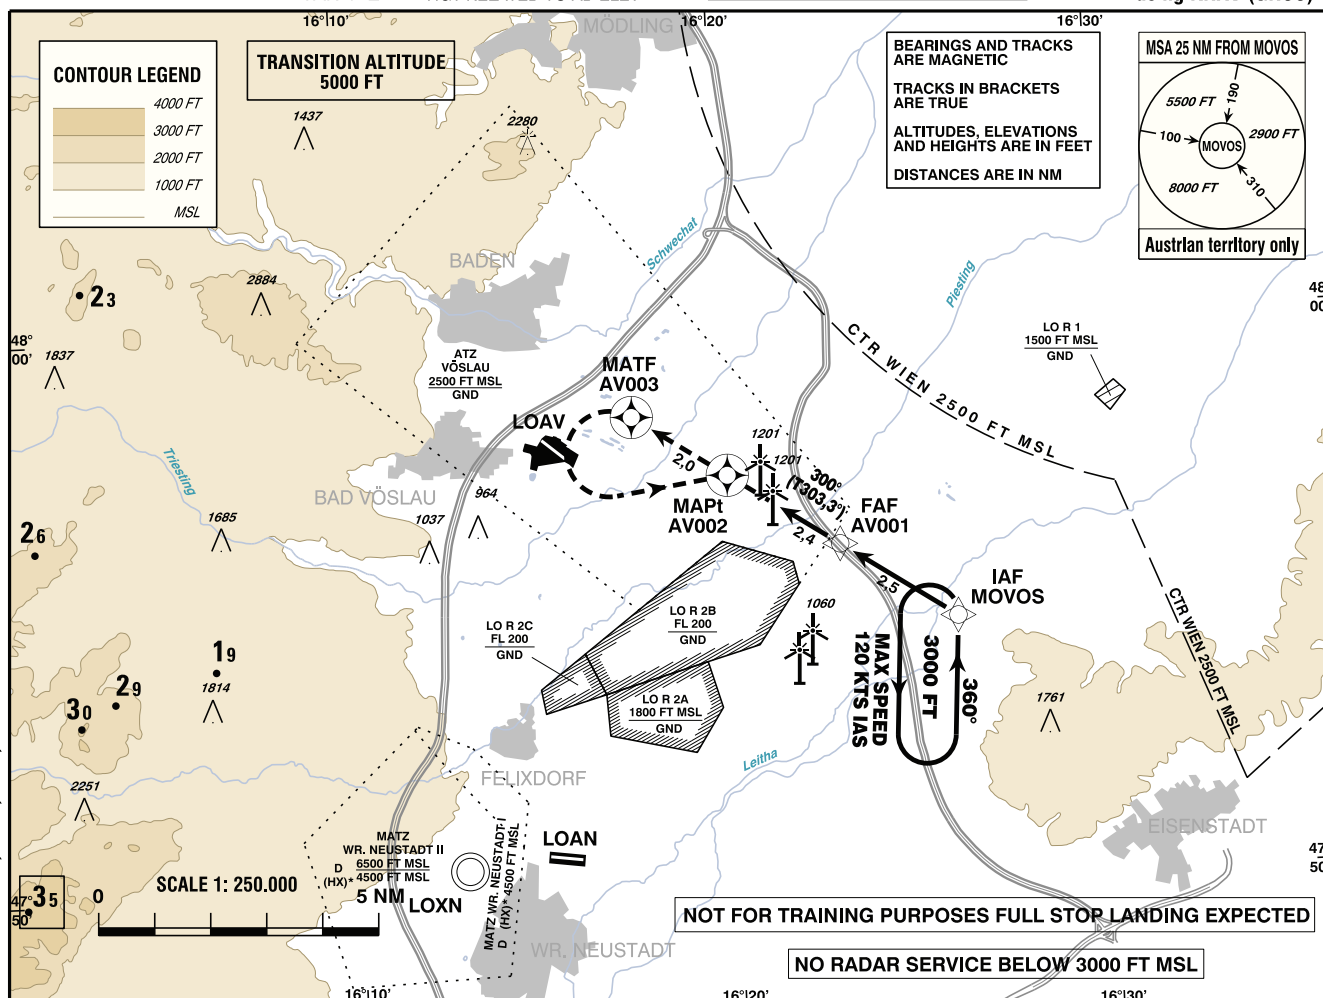 16°10'
16°20'
16°30'
MÖDLING
CONTOUR LEGEND
4000 FT
3000 FT
2000 FT
1000 FT
MSL
TRANSITION ALTITUDE
5000 FT
BEARINGS AND TRACKS
ARE MAGNETIC
TRACKS IN BRACKETS
ARE TRUE
ALTITUDES, ELEVATIONS
AND HEIGHTS ARE IN FEET
DISTANCES ARE IN NM
MSA 25 NM FROM MOVOS
5500 FT
190
2900 FT
100
MOVOS
8000 FT
310
Austrian territory only
1437
2280
Schwechat
BADEN
2884
23
Piesting
48°
00'
48
00
1837
ATZ
VÖSLAU
2500 FT MSL
GND
MATF
AV003
LOAV
CTR WIEN 2500 FT MSL
LO R 1
1500 FT MSL
GND
Triesting
BAD VÖSLAU
964
1037
1685
2,0
1201
1201
300°
(T303,3°)
MAPt
AV002
FAF
AV001
2,4
2,5
IAF
MOVOS
26
LO R 2C
FL 200
GND
LO R 2B
FL 200
GND
1060
LO R 2A
1800 FT MSL
GND
MAX SPEED
120 KTS IAS
3000 FT
360°
1761
CTR WIEN 2500 FT MSL
19
1814
29
30
2251
FELIXDORF
Leitha
EISENSTADT
MATZ
WR. NEUSTADT II
D
(HX)*
6500 FT MSL
4500 FT MSL
MATZ WR. NEUSTADT I
D (HX)* 4500 FT MSL
LOAN
LOXN
SCALE 1: 250.000
0
5 NM
35
47°
50'
47
50
WR. NEUSTADT
NOT FOR TRAINING PURPOSES FULL STOP LANDING EXPECTED
NO RADAR SERVICE BELOW 3000 FT MSL
16°10'
16°20'
16°30'